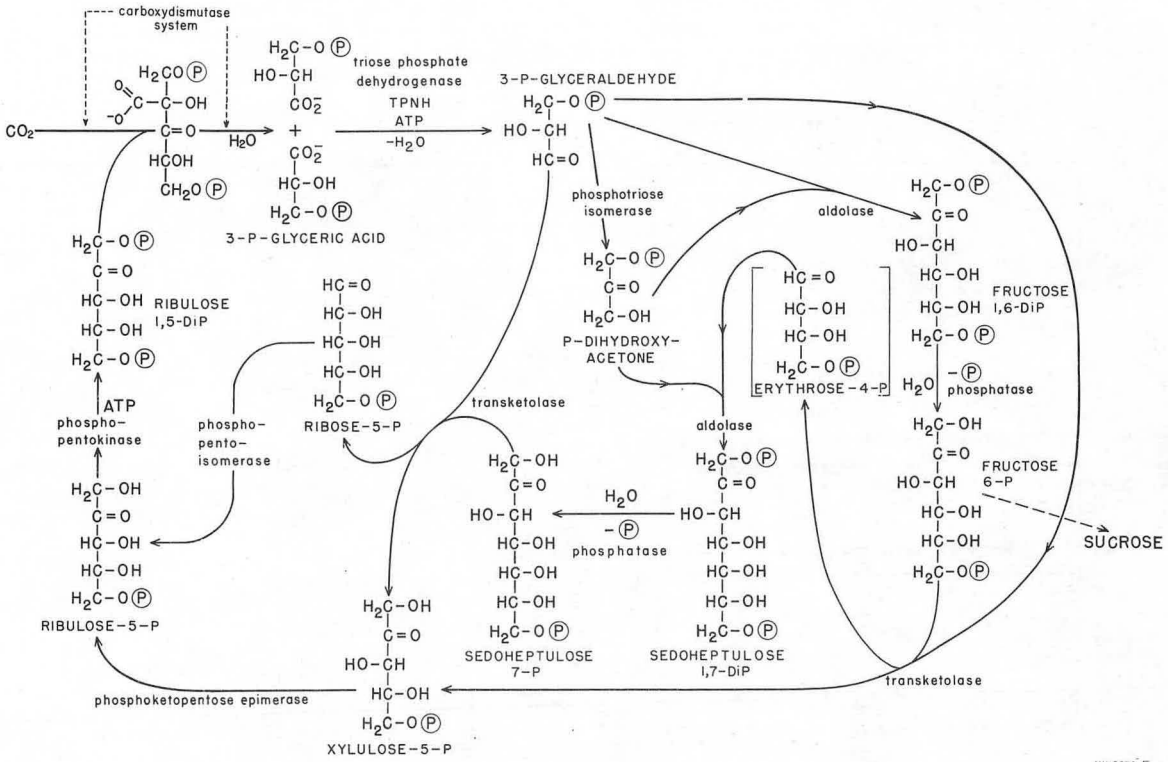 carboxydismutase
system
H₂COⓅ
O
⁻O
C
C–OH
CO₂
C=O
HCOH
H₂COⓅ
H₂O
H₂C–O Ⓟ
HO–CH
CO₂⁻
+
CO₂⁻
HC–OH
H₂C–O Ⓟ
3-P-GLYCERIC ACID
triose phosphate
dehydrogenase
TPNH
ATP
–H₂O
3-P-GLYCERALDEHYDE
H₂C–O Ⓟ
HO–CH
HC=O
phosphotriose
isomerase
aldolase
H₂C–O Ⓟ
C=O
H₂C–OH
P-DIHYDROXY-
ACETONE
HC=O
HC–OH
HC–OH
H₂C–O Ⓟ
ERYTHROSE-4-P
H₂C–O Ⓟ
C=O
HO–CH
HC–OH
HC–OH
H₂C–O Ⓟ
FRUCTOSE
1,6-DiP
H₂O
–Ⓟ
phosphatase
H₂C–OH
C=O
HO–CH
HC–OH
HC–OH
H₂C–OⓅ
FRUCTOSE
6-P
SUCROSE
transketolase
H₂C–O Ⓟ
C=O
HC–OH
HC–OH
H₂C–O Ⓟ
RIBULOSE
1,5-DiP
ATP
phospho-
pentokinase
HC=O
HC–OH
HC–OH
HC–OH
H₂C–O Ⓟ
RIBOSE-5-P
phospho-
pento-
isomerase
transketolase
aldolase
H₂C–OH
C=O
HC–OH
HC–OH
H₂C–OⓅ
RIBULOSE-5-P
H₂C–OH
C=O
HO–CH
HC–OH
HC–OH
HC–OH
H₂C–OⓅ
SEDOHEPTULOSE
7-P
H₂O
–Ⓟ
phosphatase
H₂C–O Ⓟ
C=O
HO–CH
HC–OH
HC–OH
HC–OH
H₂C–OⓅ
SEDOHEPTULOSE
1,7-DiP
H₂C–OH
C=O
HO–CH
HC–OH
H₂C–OⓅ
XYLULOSE-5-P
phosphoketopentose epimerase